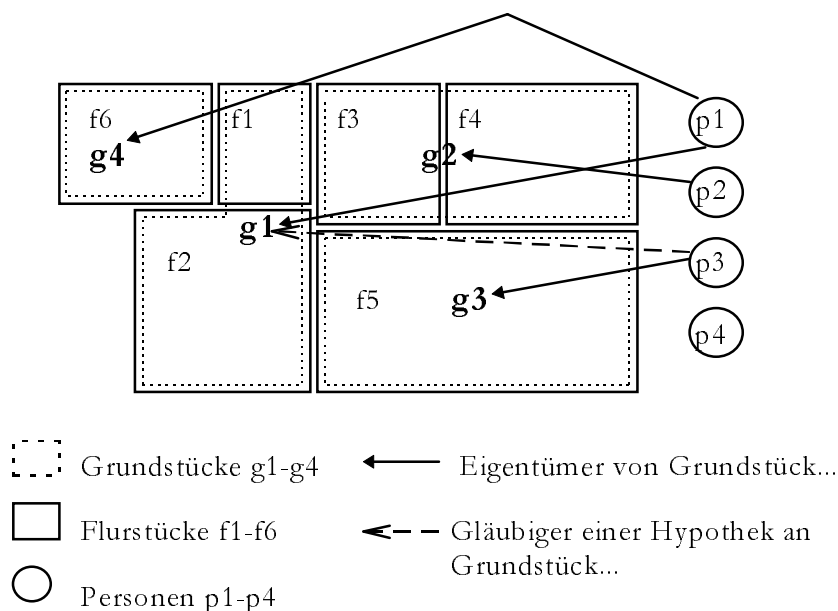 f6
f1
f3
f4
p1
g4
g2
p2
g1
f2
p3
f5
g3
p4
Grundstücke g1-g4
Eigentümer von Grundstück...
Flurstücke f1-f6
Gläubiger einer Hypothek an
Grundstück...
Personen p1-p4